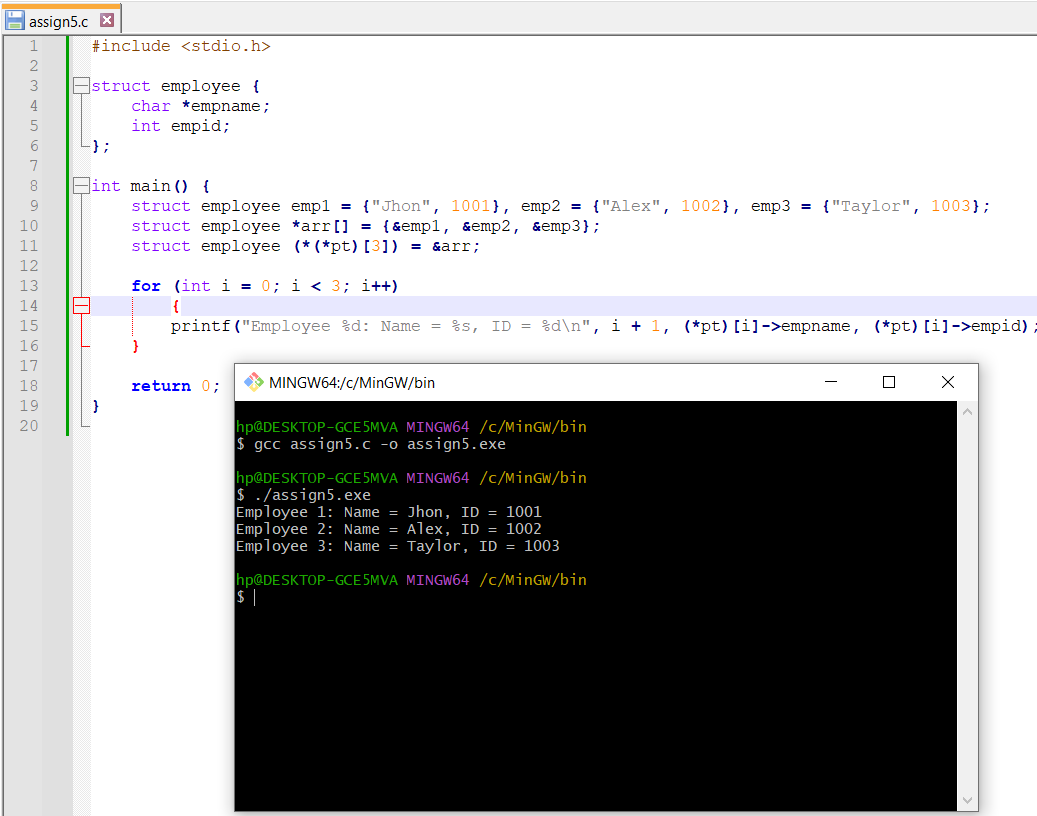 assign5.c
1 #include <stdio.h>
2
3 struct employee {
4     char *empname;
5     int empid;
6 };
7
8 int main() {
9     struct employee emp1 = {"Jhon", 1001}, emp2 = {"Alex", 1002}, emp3 = {"Taylor", 1003};
10     struct employee *arr[] = {&emp1, &emp2, &emp3};
11     struct employee (*(*pt)[3]) = &arr;
12
13     for (int i = 0; i < 3; i++)
14         {
15         printf("Employee %d: Name = %s, ID = %d\n", i + 1, (*pt)[i]->empname, (*pt)[i]->empid);
16     }
17
18     return 0;
19 }
20
MINGW64:/c/MinGW/bin
hp@DESKTOP-GCE5MVA MINGW64 /c/MinGW/bin
$ gcc assign5.c -o assign5.exe
hp@DESKTOP-GCE5MVA MINGW64 /c/MinGW/bin
$ ./assign5.exe
Employee 1: Name = Jhon, ID = 1001
Employee 2: Name = Alex, ID = 1002
Employee 3: Name = Taylor, ID = 1003
hp@DESKTOP-GCE5MVA MINGW64 /c/MinGW/bin
$